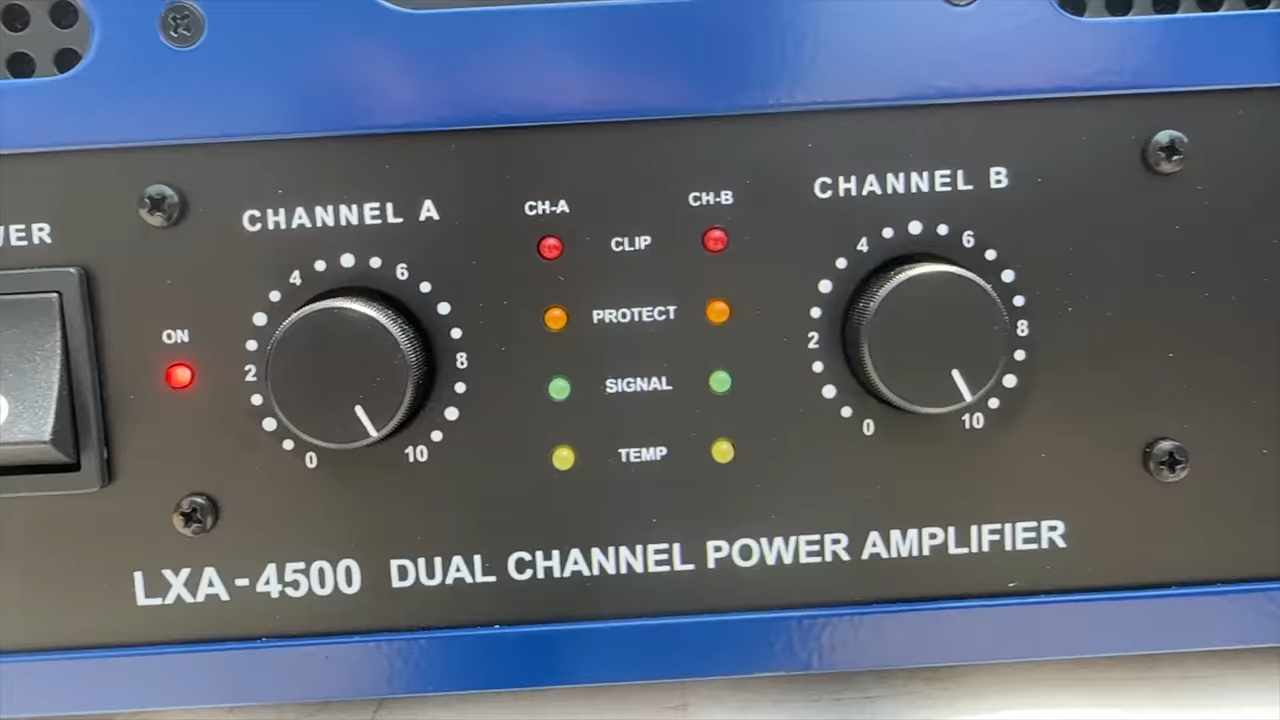 CHANNEL A
CH-A
CH-B
CHANNEL B
CLIP
PROTECT
SIGNAL
TEMP
ON
0
2
4
6
8
10
0
2
4
6
8
10
LXA-4500 DUAL CHANNEL POWER AMPLIFIER